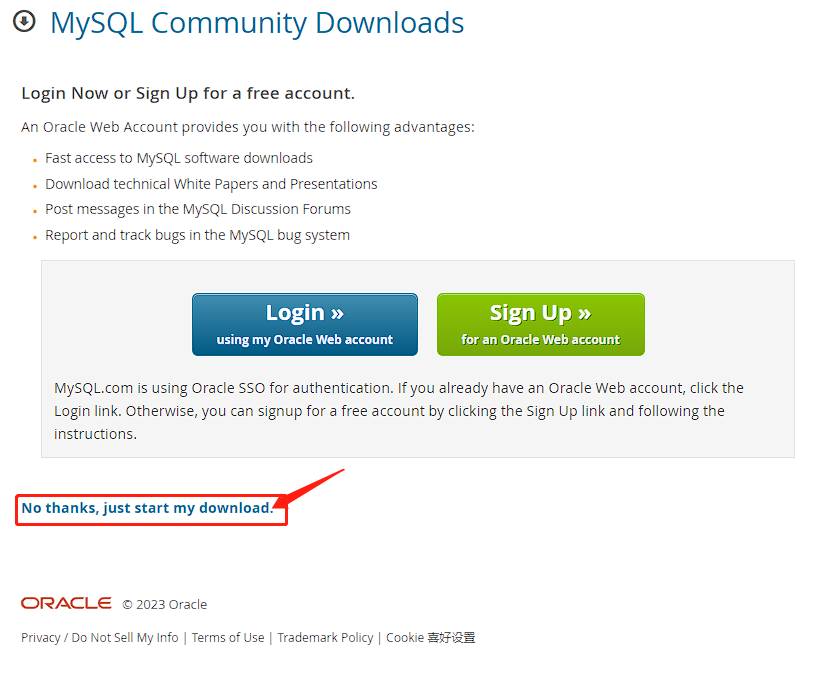 MySQL Community Downloads
Login Now or Sign Up for a free account.
An Oracle Web Account provides you with the following advantages:
Fast access to MySQL software downloads
Download technical White Papers and Presentations
Post messages in the MySQL Discussion Forums
Report and track bugs in the MySQL bug system
Login »
using my Oracle Web account
Sign Up »
for an Oracle Web account
MySQL.com is using Oracle SSO for authentication. If you already have an Oracle Web account, click the
Login link. Otherwise, you can signup for a free account by clicking the Sign Up link and following the
instructions.
No thanks, just start my download.
ORACLE © 2023 Oracle
Privacy / Do Not Sell My Info | Terms of Use | Trademark Policy | Cookie 喜好设置